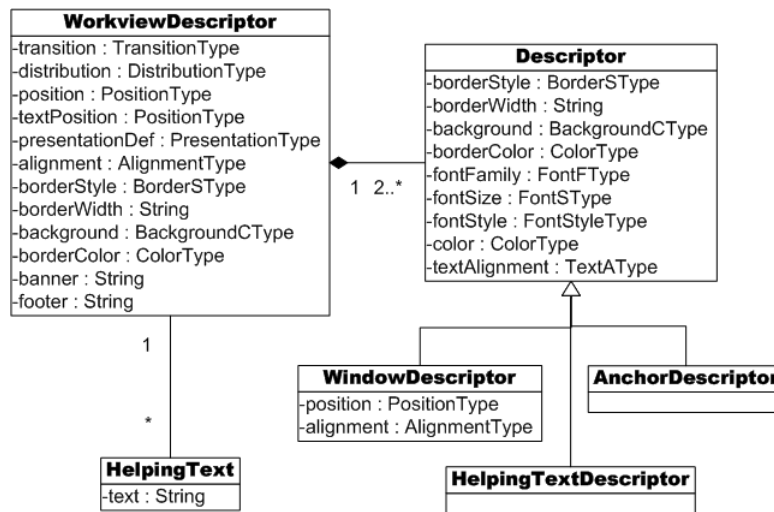 WorkviewDescriptor
-transition : TransitionType
-distribution : DistributionType
-position : PositionType
-textPosition : PositionType
-presentationDef : PresentationType
-alignment : AlignmentType
-borderStyle : BorderSType
-borderWidth : String
-background : BackgroundCType
-borderColor : ColorType
-banner : String
-footer : String
1 2..*
Descriptor
-borderStyle : BorderSType
-borderWidth : String
-background : BackgroundCType
-borderColor : ColorType
-fontFamily : FontFType
-fontSize : FontSType
-fontStyle : FontStyleType
-color : ColorType
-textAlignment : TextAType
1
*
HelpingText
-text : String
WindowDescriptor
-position : PositionType
-alignment : AlignmentType
AnchorDescriptor
HelpingTextDescriptor